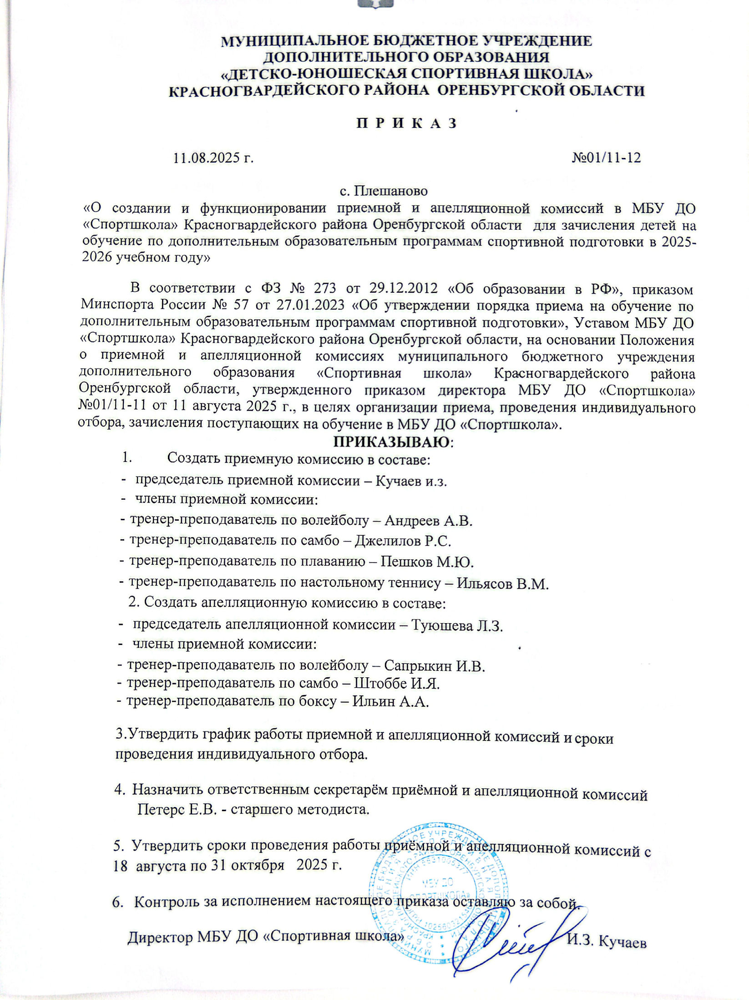 МУНИЦИПАЛЬНОЕ БЮДЖЕТНОЕ УЧРЕЖДЕНИЕ
ДОПОЛНИТЕЛЬНОГО ОБРАЗОВАНИЯ
«ДЕТСКО-ЮНОШЕСКАЯ СПОРТИВНАЯ ШКОЛА»
КРАСНОГВАРДЕЙСКОГО РАЙОНА ОРЕНБУРГСКОЙ ОБЛАСТИ
П Р И К А З
11.08.2025 г. №01/11-12
с. Плешаново
«О создании и функционировании приемной и апелляционной комиссий в МБУ ДО
«Спортшкола» Красногвардейского района Оренбургской области для зачисления детей на
обучение по дополнительным образовательным программам спортивной подготовки в 2025-
2026 учебном году»
В соответствии с ФЗ № 273 от 29.12.2012 «Об образовании в РФ», приказом
Минспорта России № 57 от 27.01.2023 «Об утверждении порядка приема на обучение по
дополнительным образовательным программам спортивной подготовки», Уставом МБУ ДО
«Спортшкола» Красногвардейского района Оренбургской области, на основании Положения
о приемной и апелляционной комиссиях муниципального бюджетного учреждения
дополнительного образования «Спортивная школа» Красногвардейского района
Оренбургской области, утвержденного приказом директора МБУ ДО «Спортшкола»
№01/11-11 от 11 августа 2025 г., в целях организации приема, проведения индивидуального
отбора, зачисления поступающих на обучение в МБУ ДО «Спортшкола».
ПРИКАЗЫВАЮ:
1. Создать приемную комиссию в составе:
- председатель приемной комиссии – Кучаев и.з.
- члены приемной комиссии:
- тренер-преподаватель по волейболу – Андреев А.В.
- тренер-преподаватель по самбо – Джелилов Р.С.
- тренер-преподаватель по плаванию – Пешков М.Ю.
- тренер-преподаватель по настольному теннису – Ильясов В.М.
2. Создать апелляционную комиссию в составе:
- председатель апелляционной комиссии – Туюшева Л.З.
- члены приемной комиссии:
- тренер-преподаватель по волейболу – Сапрыкин И.В.
- тренер-преподаватель по самбо – Штоббе И.Я.
- тренер-преподаватель по боксу – Ильин А.А.
3.Утвердить график работы приемной и апелляционной комиссий и сроки
проведения индивидуального отбора.
4. Назначить ответственным секретарём приёмной и апелляционной комиссий
Петерс Е.В. - старшего методиста.
5. Утвердить сроки проведения работы приёмной и апелляционной комиссий с
18 августа по 31 октября 2025 г.
6. Контроль за исполнением настоящего приказа оставляю за собой.
Директор МБУ ДО «Спортивная школа» И.З. Кучаев
МБУ ДО
«СПОРТШКОЛА»